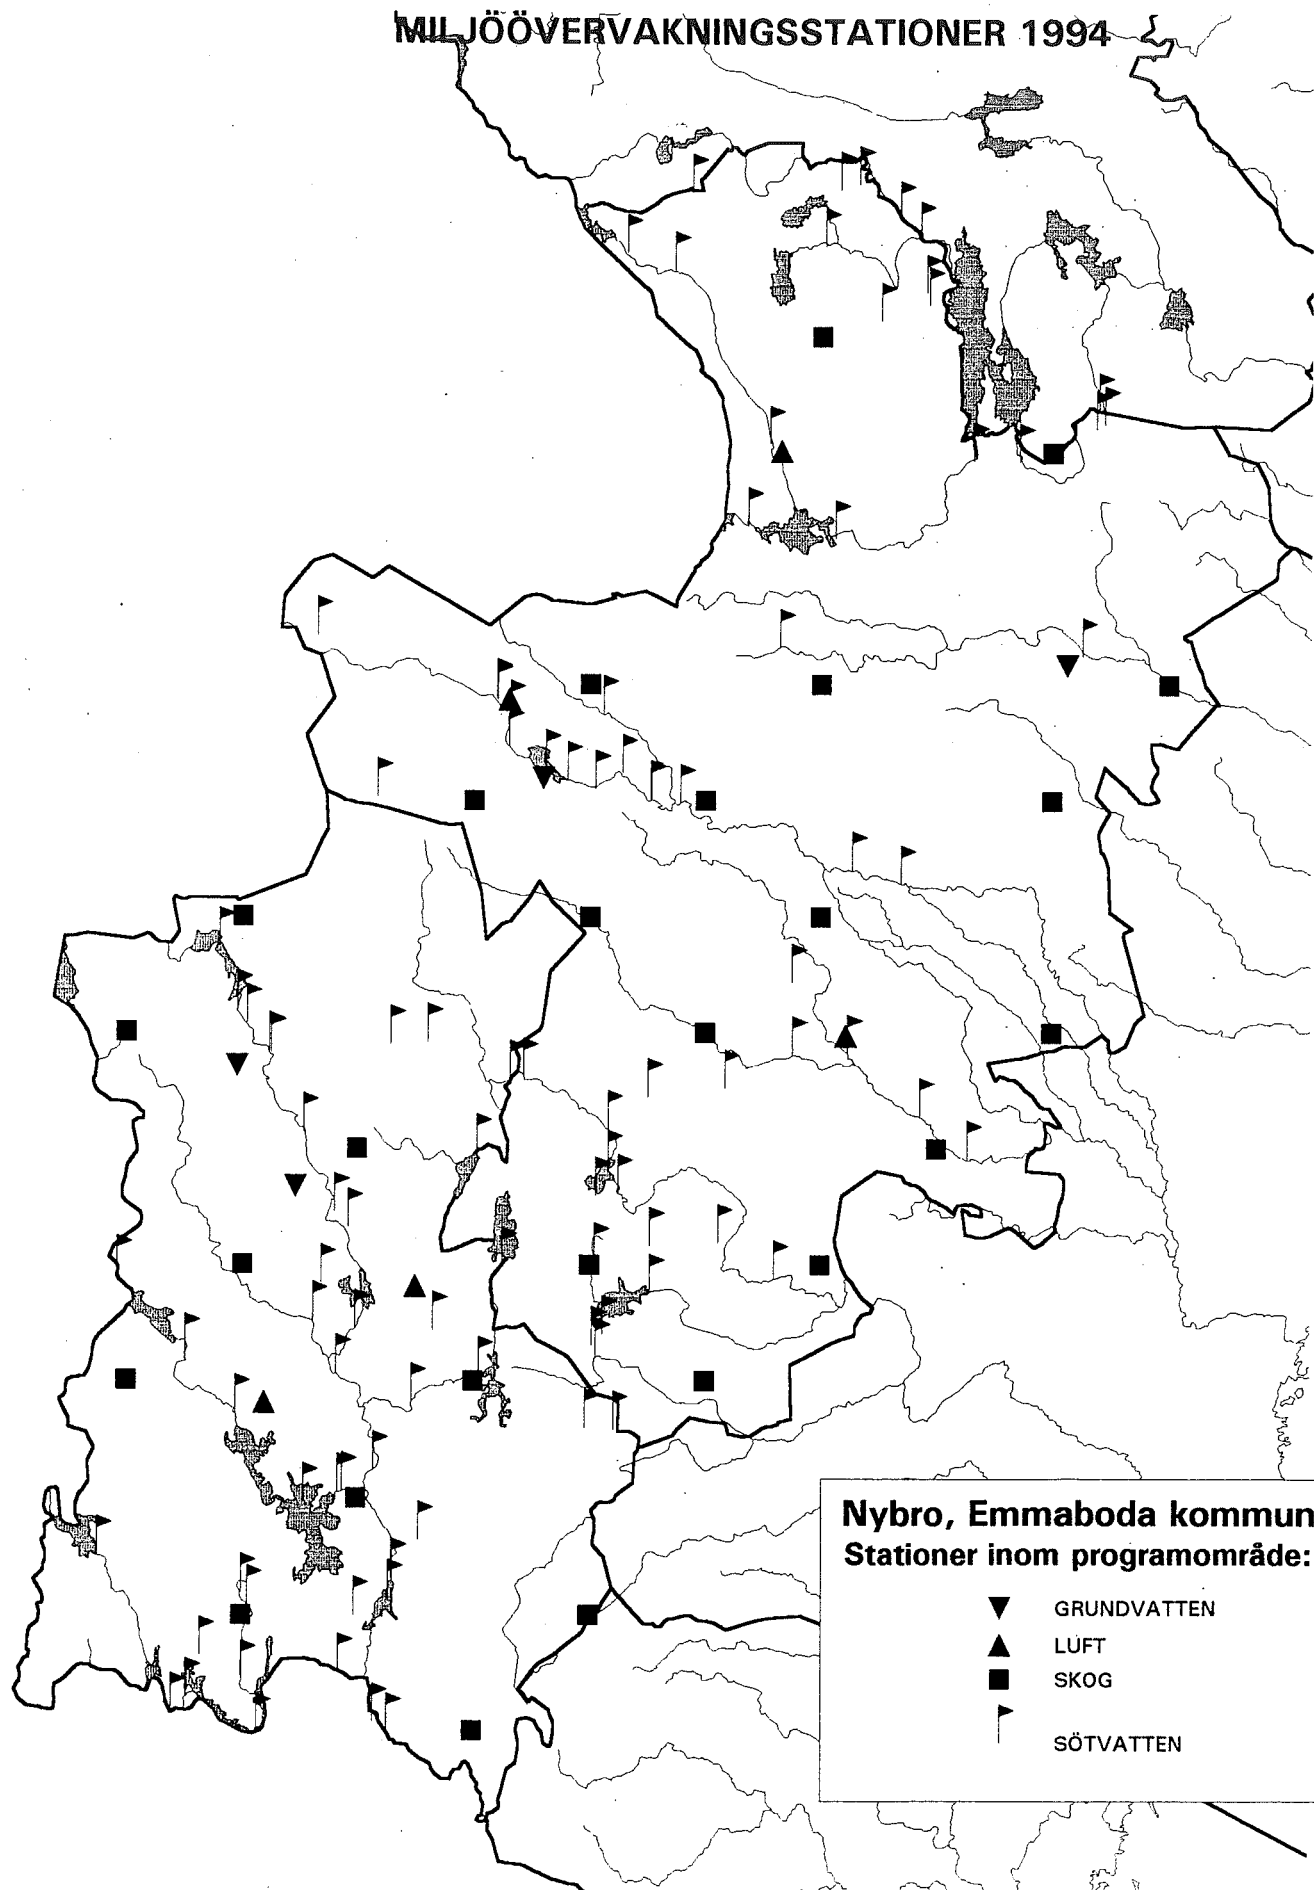 MILJÖÖVERVAKNINGSSTATIONER 1994
Nybro, Emmaboda kommun
Stationer inom programområde:
GRUNDVATTEN
LUFT
SKOG
SÖTVATTEN